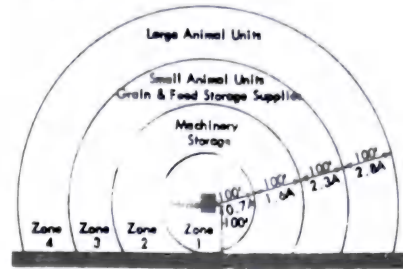 Large Animal Units
Small Animal Units
Grain & Feed Storage Supplies
Machinery
Storage
100'
2.8A
100'
2.3A
100'
1.6A
100'
0.7A
100'
Zone
4
Zone
3
Zone
2
Zone
1